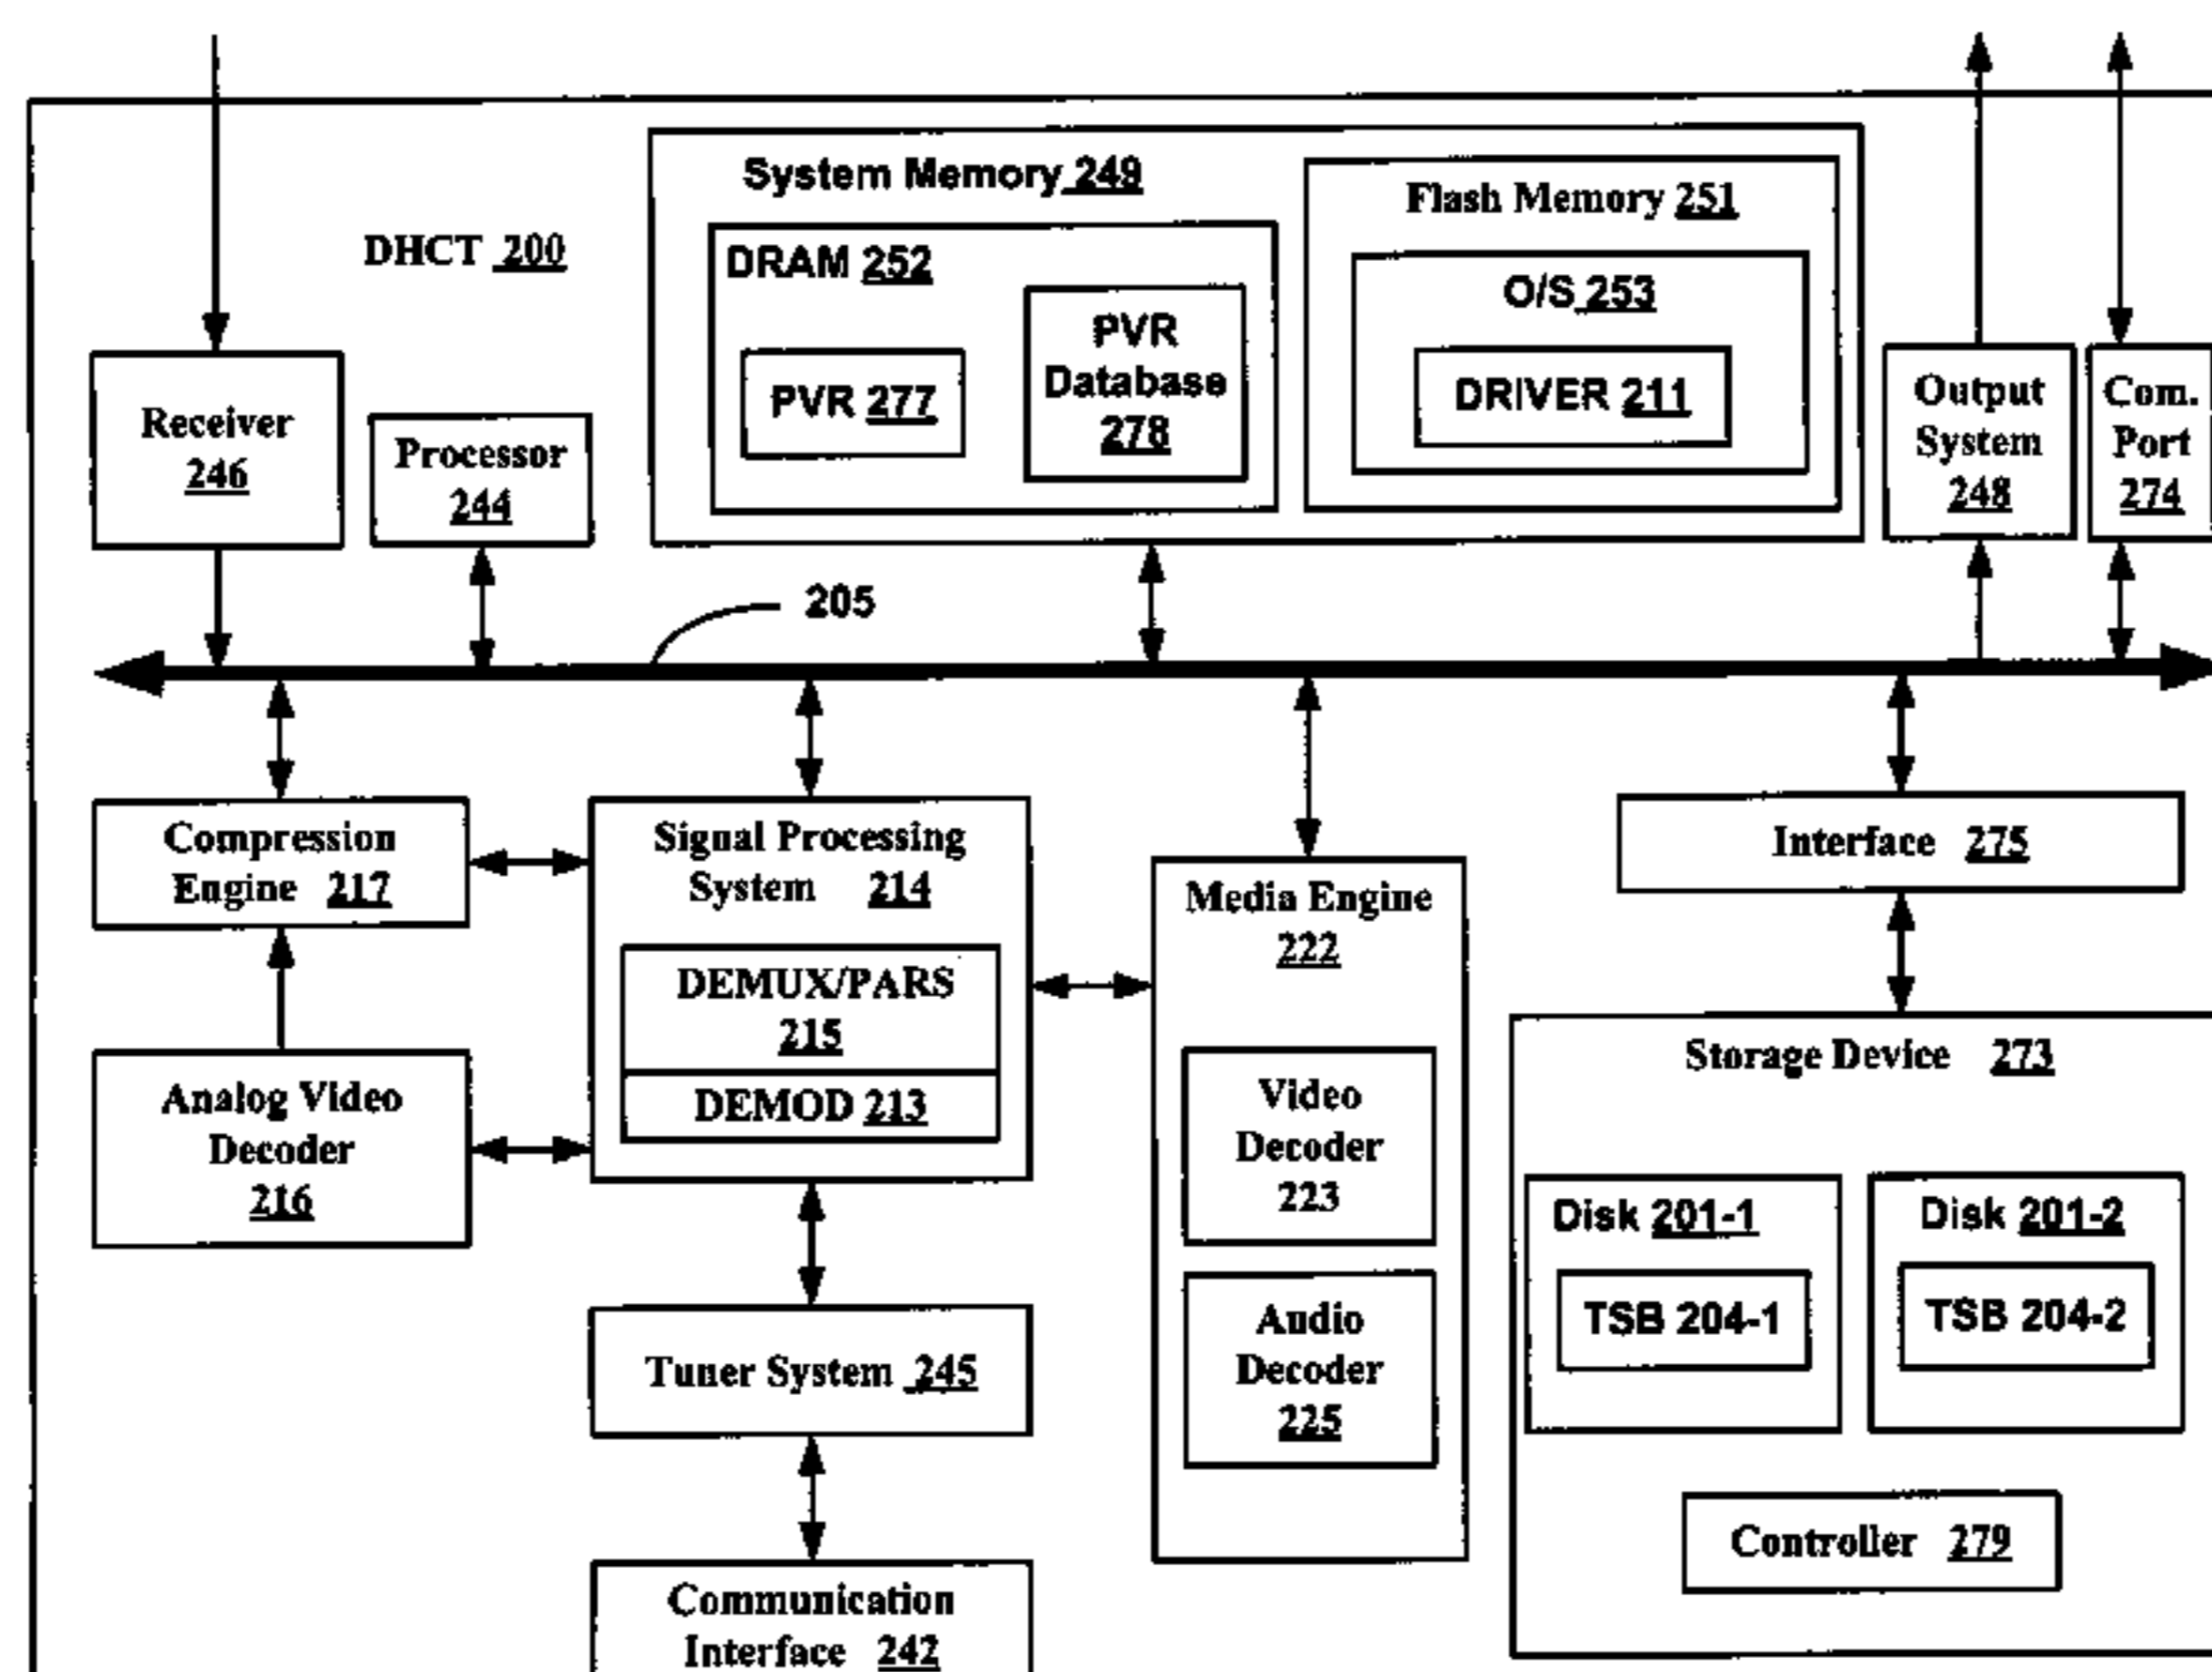 System Memory 249
Flash Memory 251
DHCT 200
DRAM 252
O/S 253
PVR
Database
278
PVR 277
DRIVER 211
Receiver
246
Processor
244
Output
System
248
Com.
Port
274
205
Compression
Engine 217
Signal Processing
System 214
DEMUX/PARS
215
DEMOD 213
Media Engine
222
Interface 275
Analog Video
Decoder
216
Video
Decoder
223
Audio
Decoder
225
Storage Device 273
Disk 201-1
TSB 204-1
Disk 201-2
TSB 204-2
Controller 279
Tuner System 245
Communication
Interface 242